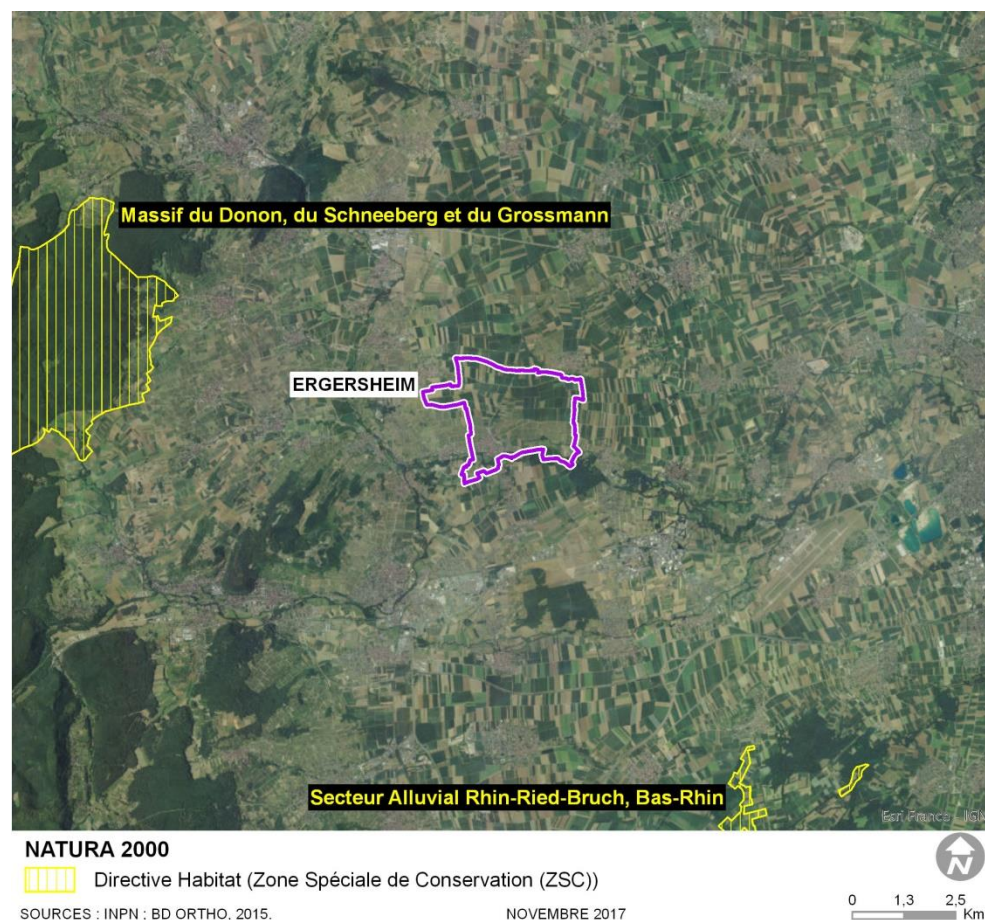 Massif du Donon, du Schneeberg et du Grossmann
ERGERSHEIM
Secteur Alluvial Rhin-Ried-Bruch, Bas-Rhin
Esri France - IGN
NATURA 2000
Directive Habitat (Zone Spéciale de Conservation (ZSC))
N
SOURCES : INPN ; BD ORTHO, 2015.
NOVEMBRE 2017
0 1,3 2,5
Km